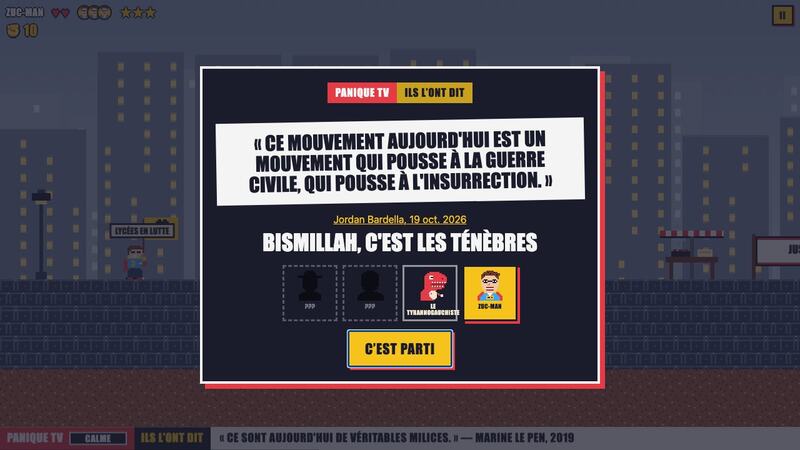 ZUC-MAN
10
PANIQUE TV ILS L'ONT DIT
« CE MOUVEMENT AUJOURD'HUI EST UN
MOUVEMENT QUI POUSSE À LA GUERRE
CIVILE, QUI POUSSE À L'INSURRECTION. »
Jordan Bardella, 19 oct. 2026
BISMILLAH, C'EST LES TÉNÈBRES
LYCÉES EN LUTTE
JUS
??? ??? LE TYRANNOGAUCHISTE ZUC-MAN
C'EST PARTI
PANIQUE TV CALME ILS L'ONT DIT « CE SONT AUJOURD'HUI DE VÉRITABLES MILICES. » — MARINE LE PEN, 2019